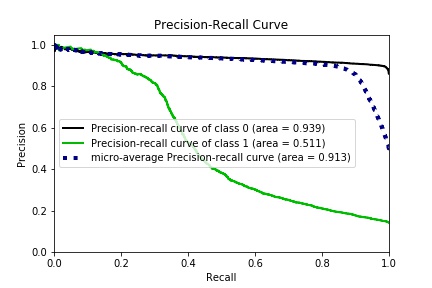 Precision-Recall Curve
1.0
0.8
0.6
0.4
0.2
0.0
Precision
Precision-recall curve of class 0 (area = 0.939)
Precision-recall curve of class 1 (area = 0.511)
micro-average Precision-recall curve (area = 0.913)
0.0 0.2 0.4 0.6 0.8 1.0
Recall